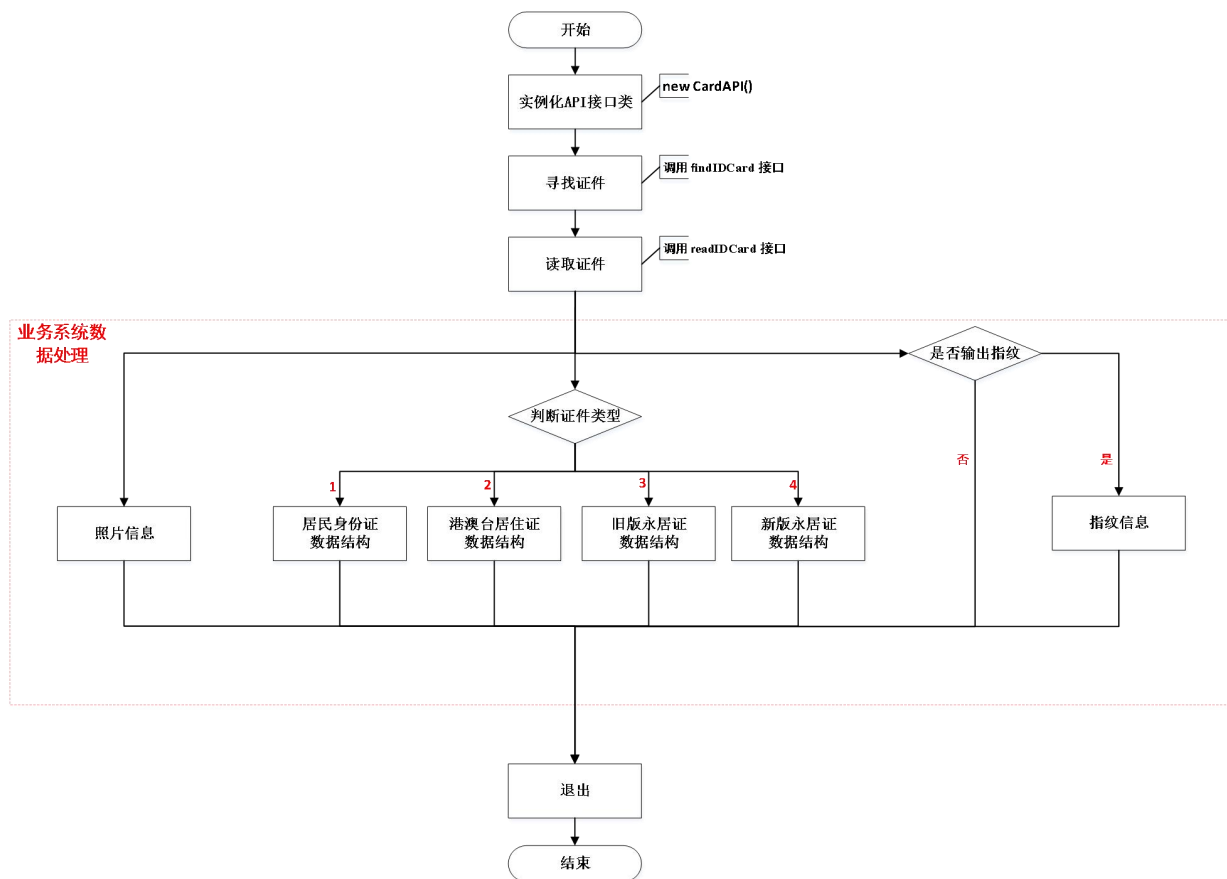 开始
实例化API接口类
new CardAPI()
寻找证件
调用 findIDCard 接口
读取证件
调用 readIDCard 接口
业务系统数
据处理
是否输出指纹
判断证件类型
否
是
1
2
3
4
照片信息
居民身份证
数据结构
港澳台居住证
数据结构
旧版永居证
数据结构
新版永居证
数据结构
指纹信息
退出
结束